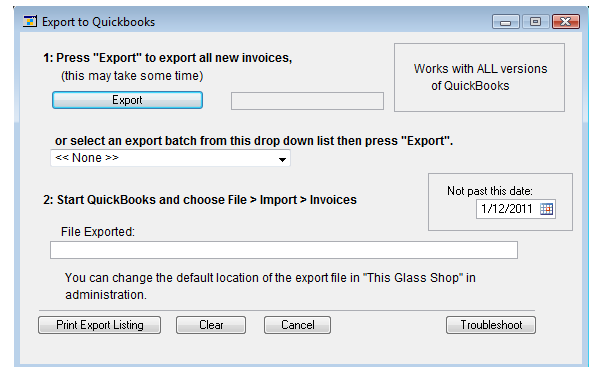 Export to Quickbooks
1: Press "Export" to export all new invoices,
(this may take some time)
Works with ALL versions
of QuickBooks
Export
or select an export batch from this drop down list then press "Export".
<< None >>
Not past this date:
1/12/2011
2: Start QuickBooks and choose File > Import > Invoices
File Exported:
You can change the default location of the export file in "This Glass Shop" in
administration.
Print Export Listing
Clear
Cancel
Troubleshoot